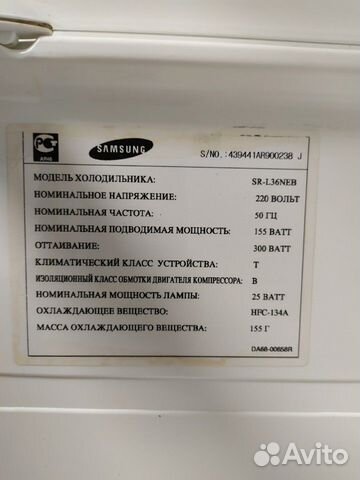 РСТ
АЯ46
SAMSUNG
S/NO.:439441AR900238 J
МОДЕЛЬ ХОЛОДИЛЬНИКА: SR-L36NEB
НОМИНАЛЬНОЕ НАПРЯЖЕНИЕ: 220 ВОЛЬТ
НОМИНАЛЬНАЯ ЧАСТОТА: 50 ГЦ
НОМИНАЛЬНАЯ ПОДВОДИМАЯ МОЩНОСТЬ: 155 ВАТТ
ОТТАИВАНИЕ: 300 ВАТТ
КЛИМАТИЧЕСКИЙ КЛАСС УСТРОЙСТВА: T
ИЗОЛЯЦИОННЫЙ КЛАСС ОБМОТКИ ДВИГАТЕЛЯ КОМПРЕССОРА: B
НОМИНАЛЬНАЯ МОЩНОСТЬ ЛАМПЫ: 25 ВАТТ
ОХЛАЖДАЮЩЕЕ ВЕЩЕСТВО: HFC-134A
МАССА ОХЛАЖДАЮЩЕГО ВЕЩЕСТВА: 155 Г
DA68-00658R
Avito